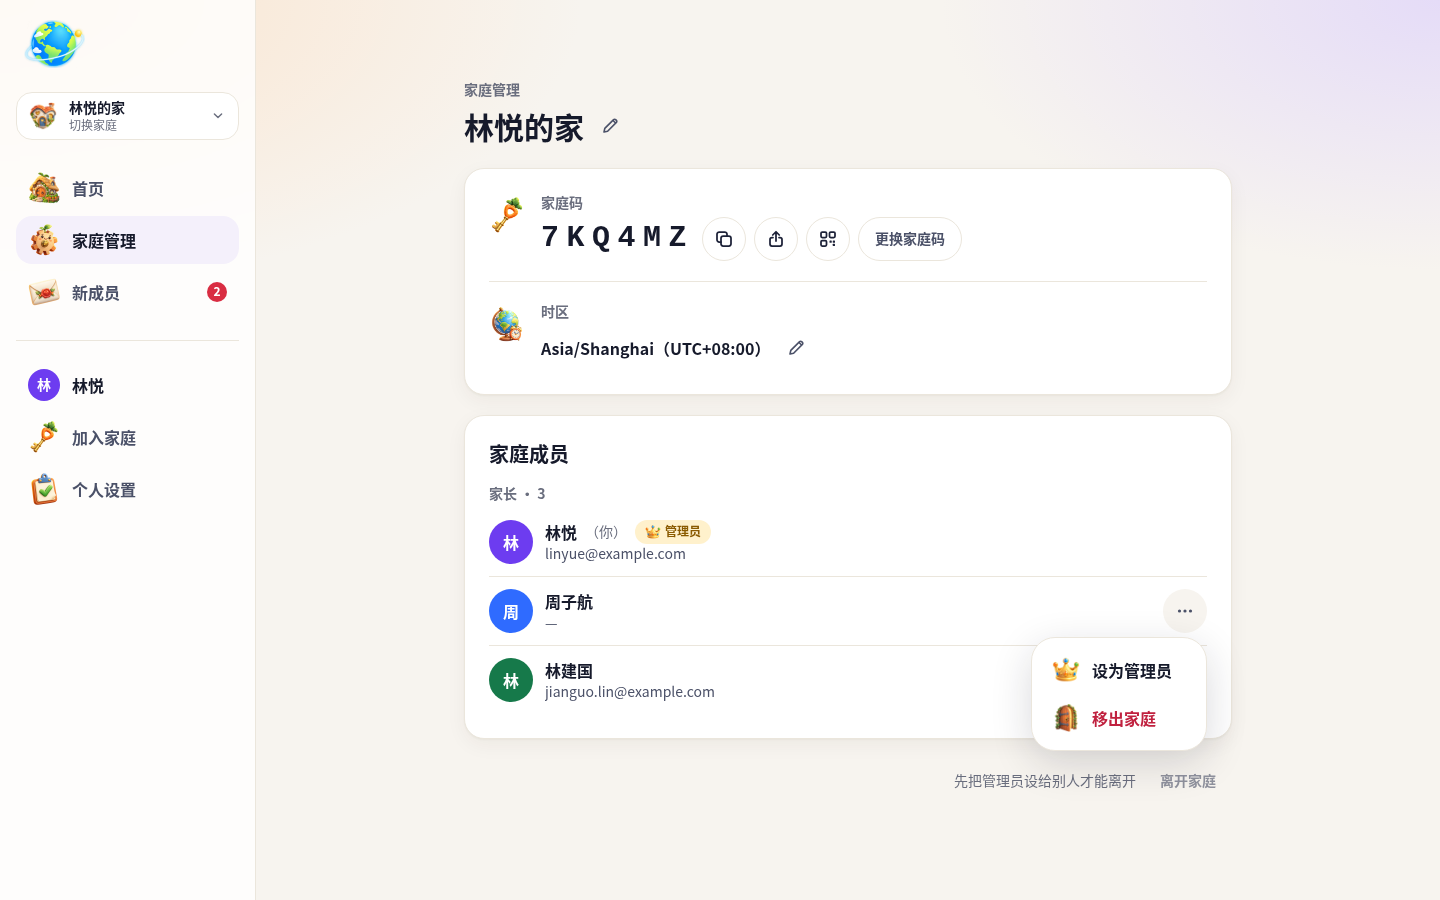 林悦的家
切换家庭
首页
家庭管理
新成员
2
林
林悦
加入家庭
个人设置
家庭管理
林悦的家
家庭码
7KQ4MZ
更换家庭码
时区
Asia/Shanghai（UTC+08:00）
家庭成员
家长 · 3
林
林悦 （你） 管理员
linyue@example.com
周
周子航
—
林
林建国
jianguo.lin@example.com
设为管理员
移出家庭
先把管理员设给别人才能离开 离开家庭